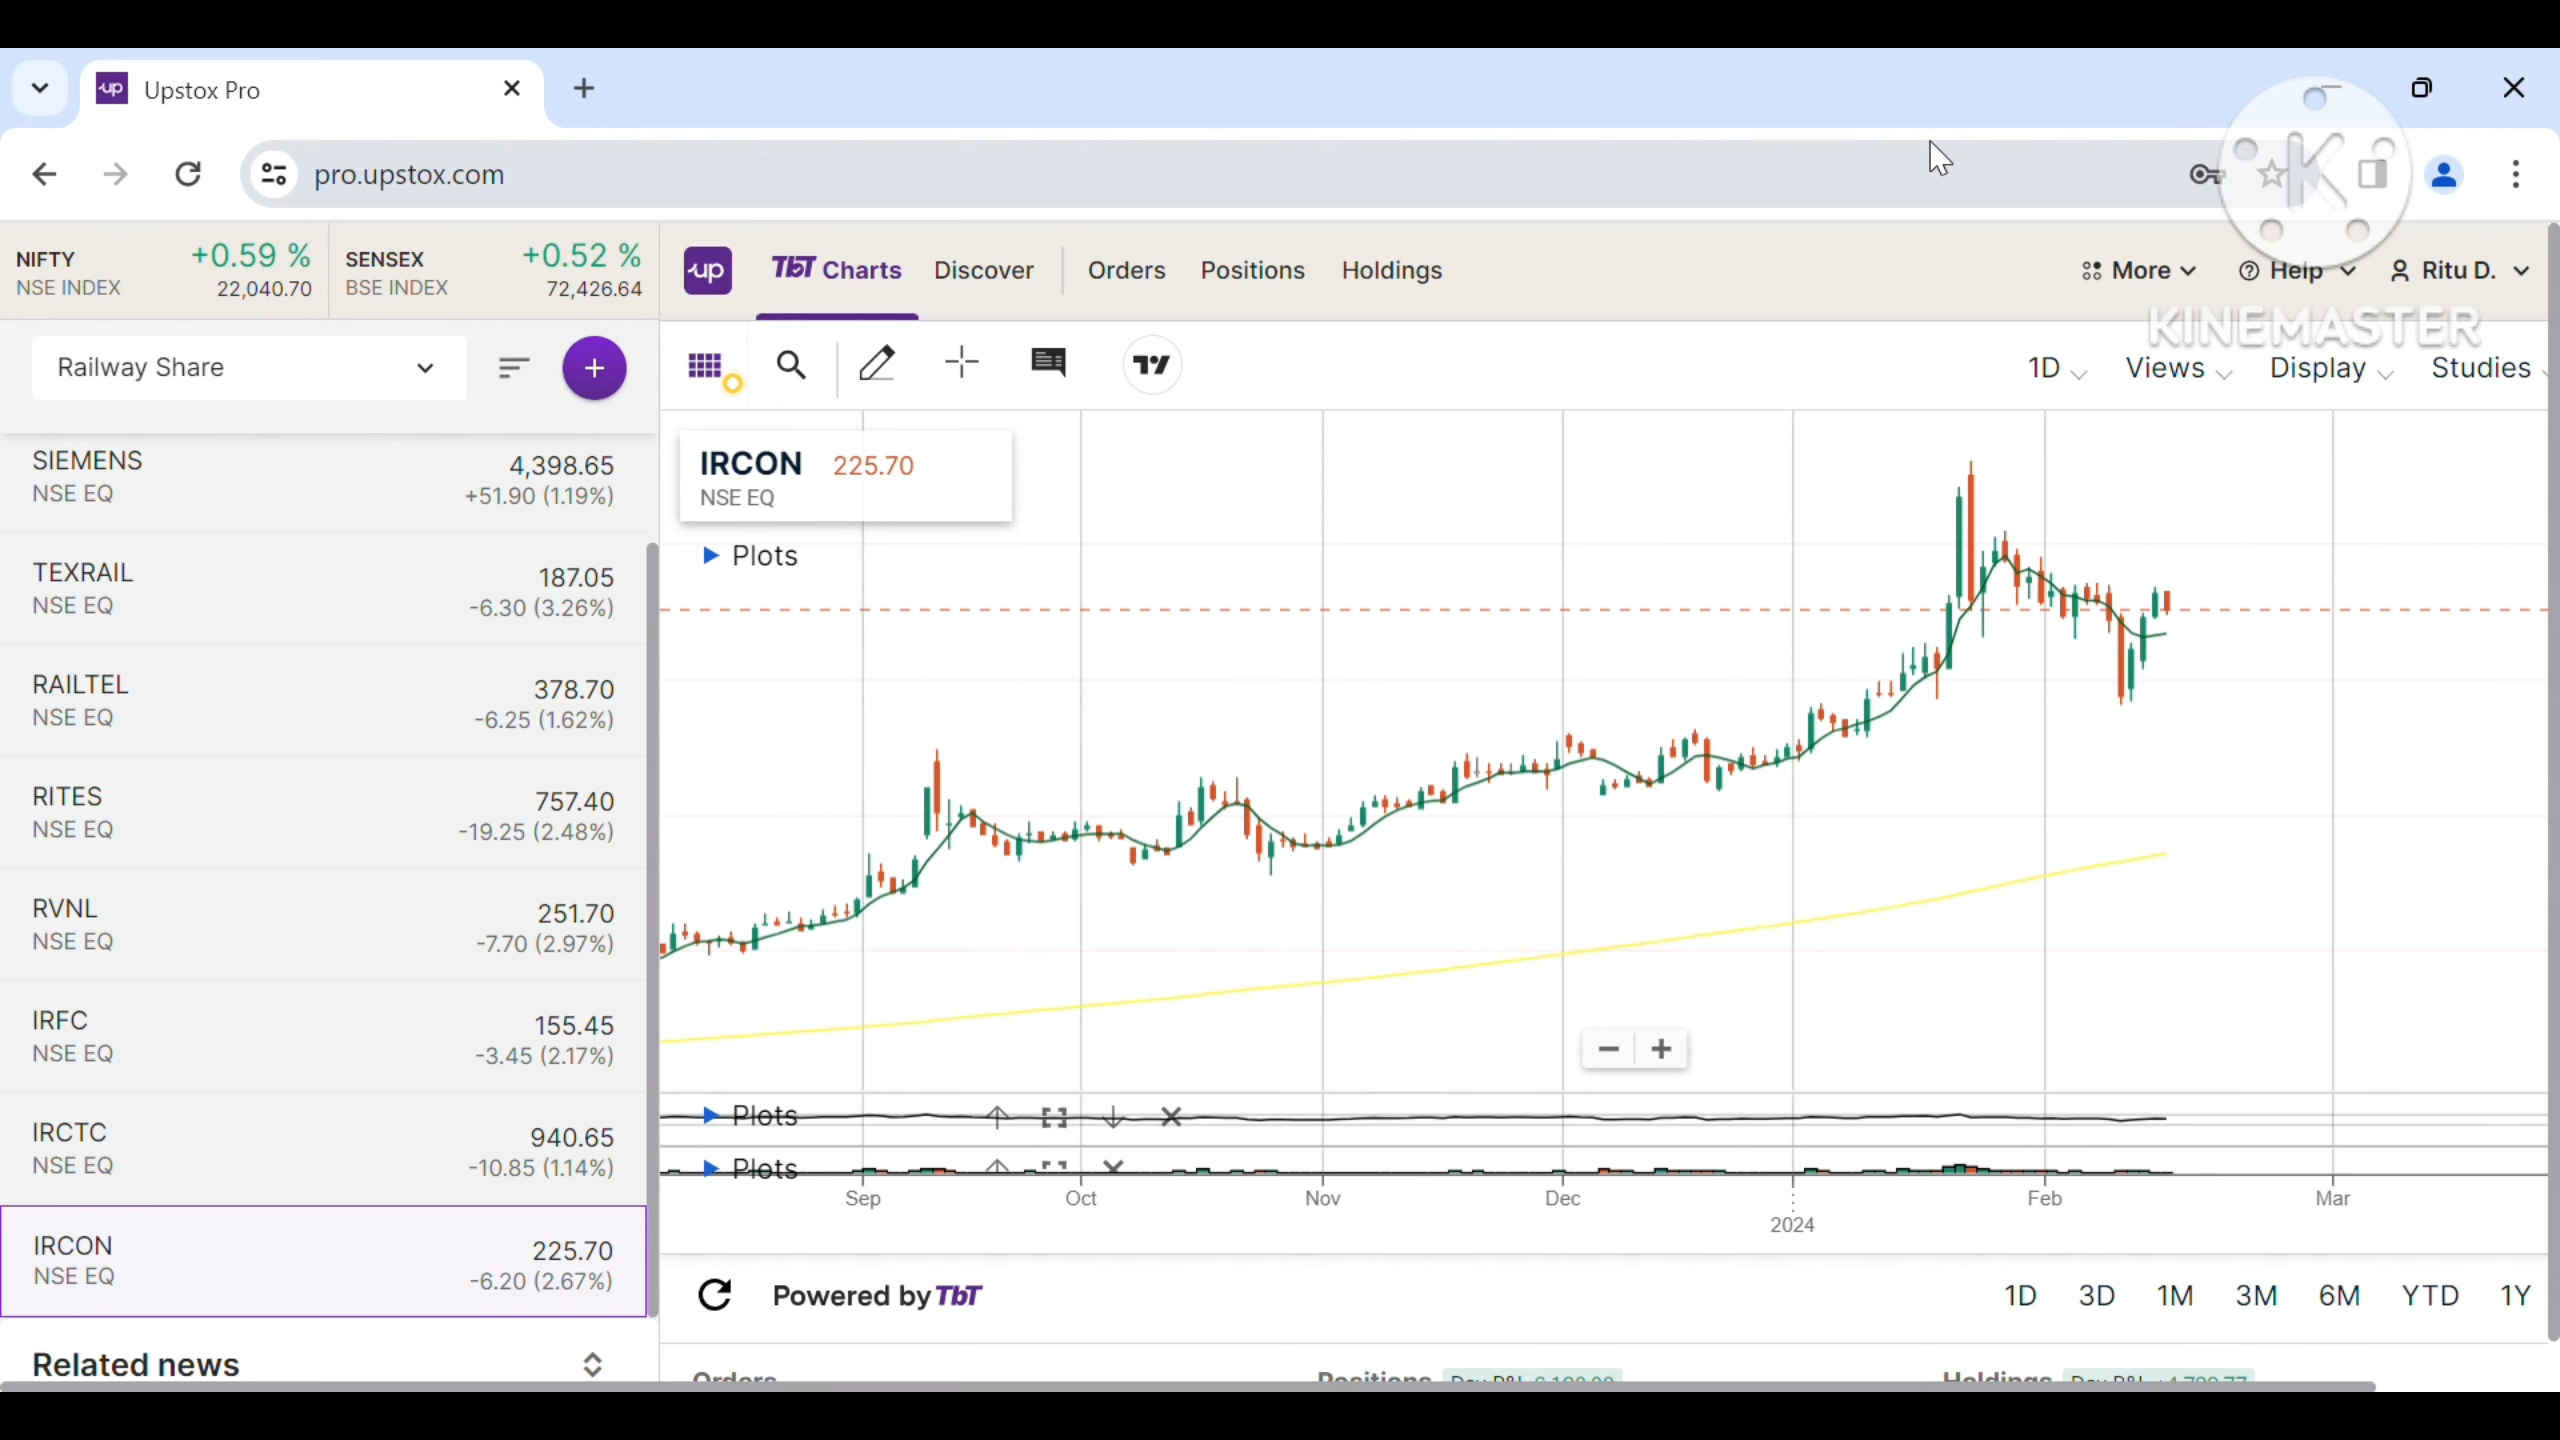 Upstox Pro
pro.upstox.com
NIFTY +0.59 %
NSE INDEX 22,040.70
SENSEX +0.52 %
BSE INDEX 72,426.64
up
TbT Charts
Discover
Orders
Positions
Holdings
More
Help
Ritu D.
K
KINEMASTER
Railway Share
1D
Views
Display
Studies
SIEMENS 4,398.65
NSE EQ +51.90 (1.19%)
TEXRAIL 187.05
NSE EQ -6.30 (3.26%)
RAILTEL 378.70
NSE EQ -6.25 (1.62%)
RITES 757.40
NSE EQ -19.25 (2.48%)
RVNL 251.70
NSE EQ -7.70 (2.97%)
IRFC 155.45
NSE EQ -3.45 (2.17%)
IRCTC 940.65
NSE EQ -10.85 (1.14%)
IRCON 225.70
NSE EQ -6.20 (2.67%)
Related news
IRCON 225.70
NSE EQ
Plots
Plots
Plots
Sep Oct Nov Dec Feb Mar
2024
Powered by TbT
1D 3D 1M 3M 6M YTD 1Y
Orders
Positions
Holdings